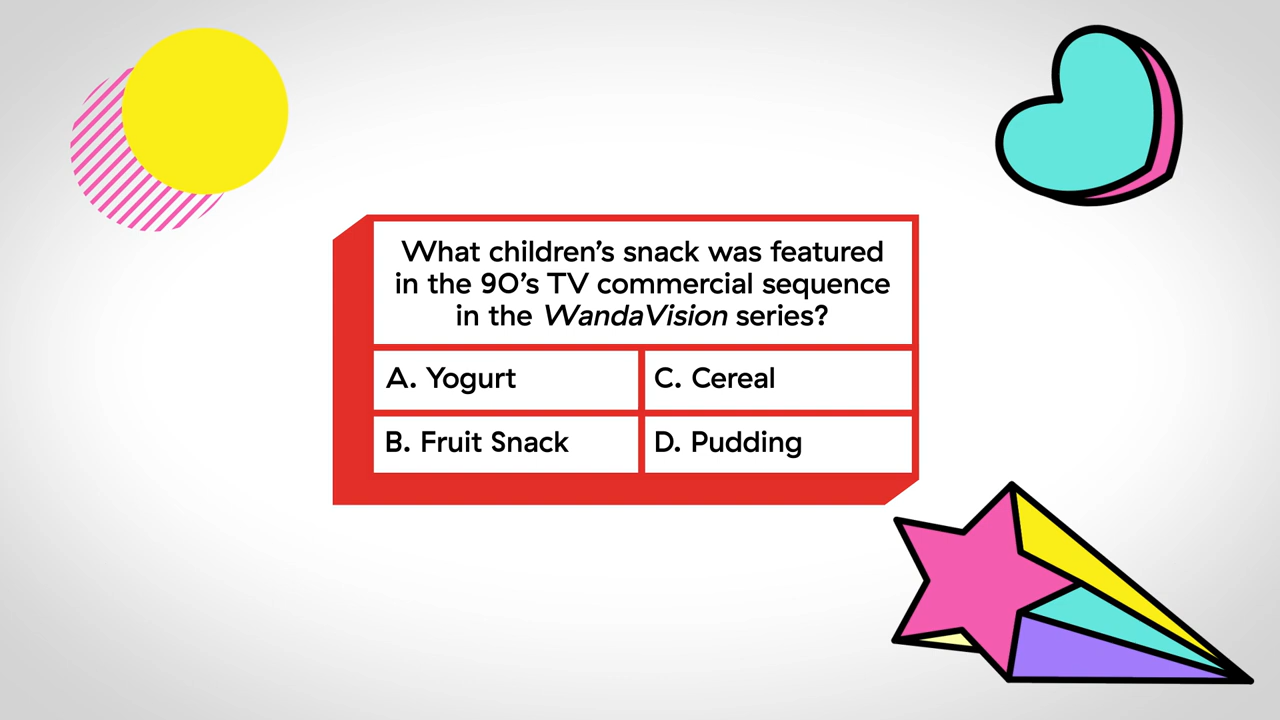 What children’s snack was featured
in the 90’s TV commercial sequence
in the WandaVision series?
A. Yogurt
C. Cereal
B. Fruit Snack
D. Pudding